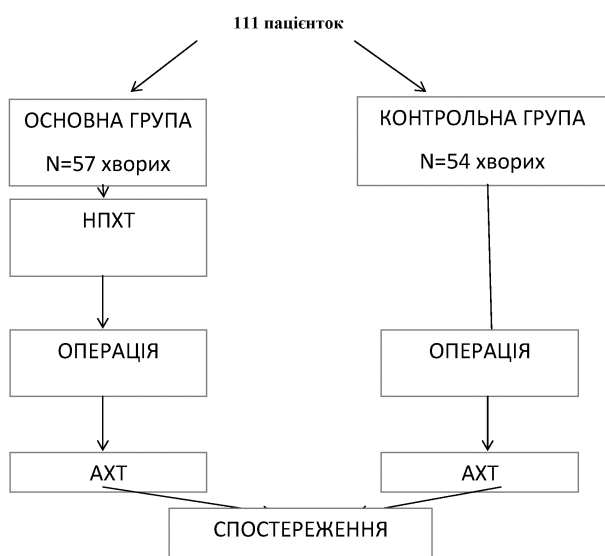 111 пацієнток
ОСНОВНА ГРУПА
N=57 хворих
КОНТРОЛЬНА ГРУПА
N=54 хворих
НПХТ
ОПЕРАЦІЯ
ОПЕРАЦІЯ
АХТ
АХТ
СПОСТЕРЕЖЕННЯ